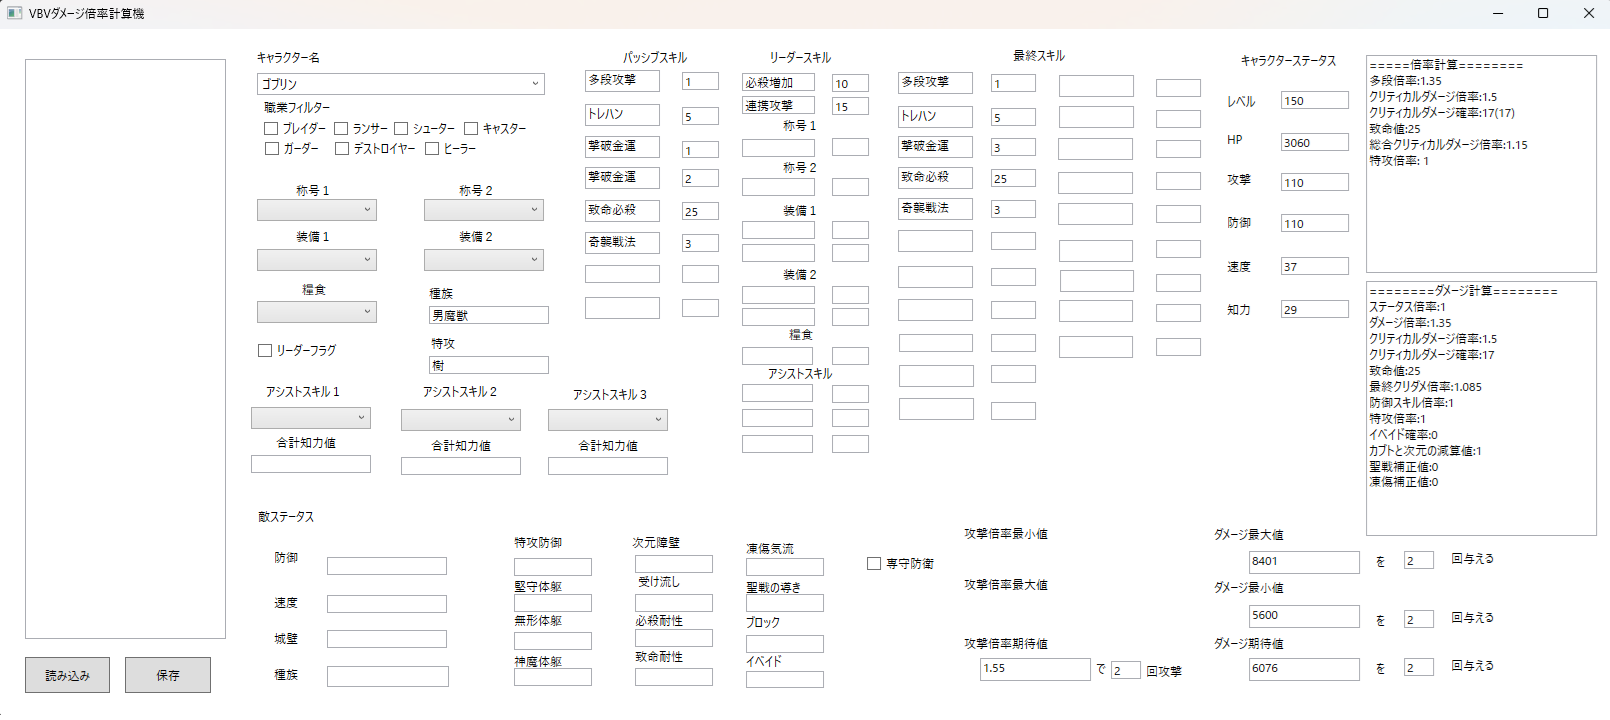 VBVダメージ倍率計算機
キャラクター名
ゴブリン
職業フィルター
ブレイダー ランサー シューター キャスター
ガーダー デストロイヤー ヒーラー
称号1 称号2
装備1 装備2
糧食
種族
男魔獣
リーダーフラグ
特攻
樹
アシストスキル1 アシストスキル2 アシストスキル3
合計知力値 合計知力値 合計知力値
パッシブスキル
多段攻撃 1
トレハン 5
撃破金運 1
撃破金運 2
致命必殺 25
奇襲戦法 3
リーダースキル
必殺増加 10
連携攻撃 15
称号1
称号2
装備1
装備2
糧食
アシストスキル
最終スキル
多段攻撃 1
トレハン 5
撃破金運 3
致命必殺 25
奇襲戦法 3
キャラクターステータス
レベル 150
HP 3060
攻撃 110
防御 110
速度 37
知力 29
=====倍率計算========
多段倍率:1.35
クリティカルダメージ倍率:1.5
クリティカルダメージ確率:17(17)
致命値:25
総合クリティカルダメージ倍率:1.15
特攻倍率: 1
========ダメージ計算========
ステータス倍率:1
ダメージ倍率:1.35
クリティカルダメージ倍率:1.5
クリティカルダメージ確率:17
致命値:25
最終クリダメ倍率:1.085
防御スキル倍率:1
特攻倍率:1
イベイド確率:0
カブトと次元の減算値:1
聖戦補正値:0
凍傷補正値:0
読み込み 保存
敵ステータス
防御
速度
城壁
種族
特攻防御
堅守体躯
無形体躯
神魔体躯
次元障壁
受け流し
必殺耐性
致命耐性
凍傷気流
聖戦の導き
ブロック
イベイド
専守防衛
攻撃倍率最小値
攻撃倍率最大値
攻撃倍率期待値
1.55 で 2 回攻撃
ダメージ最大値
8401 を 2 回与える
ダメージ最小値
5600 を 2 回与える
ダメージ期待値
6076 を 2 回与える